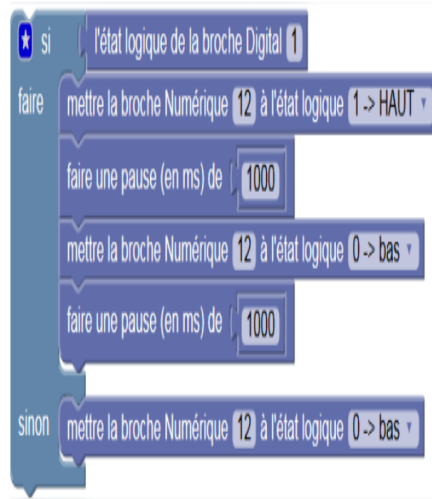 si l'état logique de la broche Digital 1
faire mettre la broche Numérique 12 à l'état logique 1 -> HAUT
faire une pause (en ms) de 1000
mettre la broche Numérique 12 à l'état logique 0 -> bas
faire une pause (en ms) de 1000
sinon mettre la broche Numérique 12 à l'état logique 0 -> bas